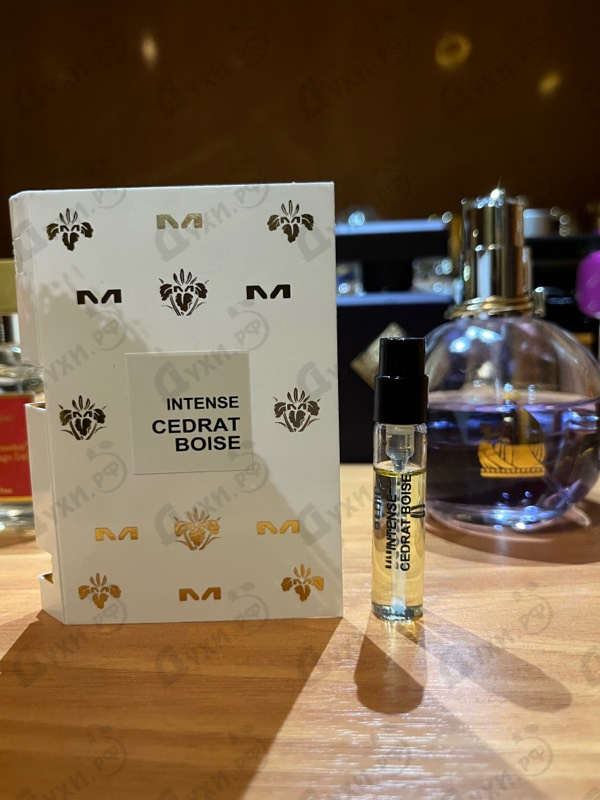 INTENSE
CEDRAT
BOISE
INTENSE
CEDRAT BOISE
Духи.РФ